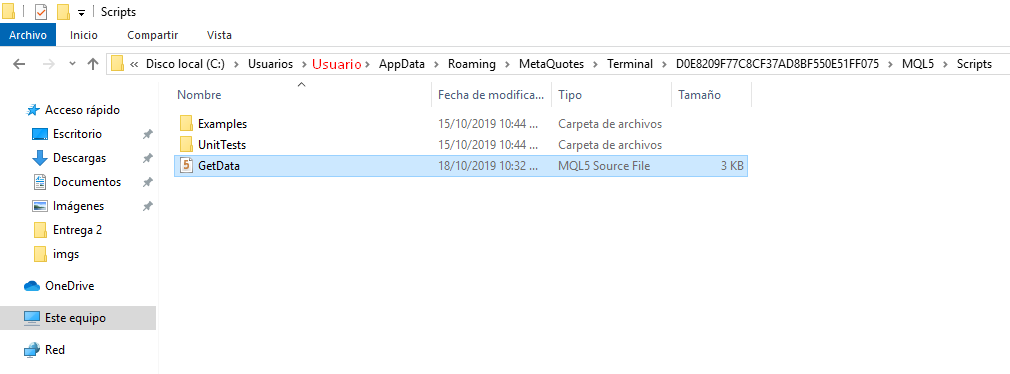 Scripts
Archivo Inicio Compartir Vista
« Disco local (C:) > Usuarios > Usuario > AppData > Roaming > MetaQuotes > Terminal > D0E8209F77C8CF37AD8BF550E51FF075 > MQL5 > Scripts
Nombre Fecha de modifica... Tipo Tamaño
Acceso rápido
Escritorio
Descargas
Documentos
Imágenes
Entrega 2
imgs
OneDrive
Este equipo
Red
Examples 15/10/2019 10:44 ... Carpeta de archivos
UnitTests 15/10/2019 10:44 ... Carpeta de archivos
GetData 18/10/2019 10:32 ... MQL5 Source File 3 KB